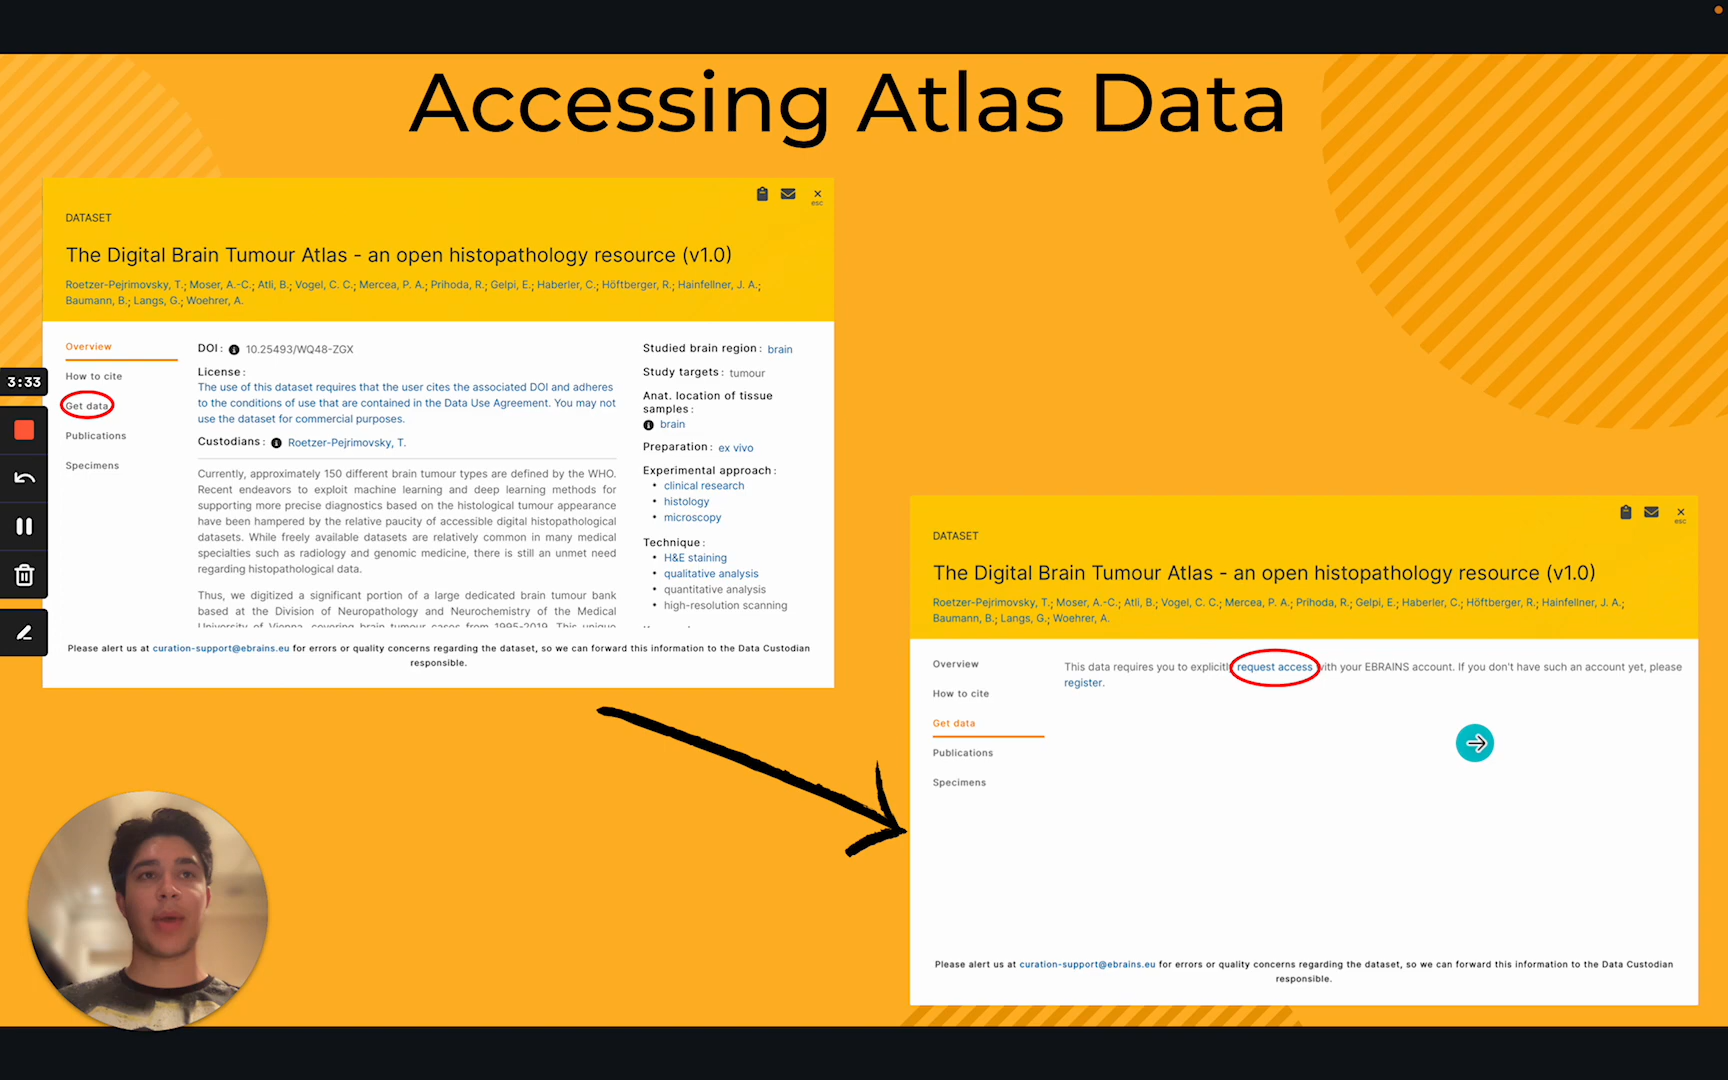 Accessing Atlas Data
esc
DATASET
The Digital Brain Tumour Atlas - an open histopathology resource (v1.0)
Roetzer-Pejrimovsky, T.; Moser, A.-C.; Atli, B.; Vogel, C. C.; Mercea, P. A.; Prihoda, R.; Gelpi, E.; Haberler, C.; Höftberger, R.; Hainfellner, J. A.;
Baumann, B.; Langs, G.; Woehrer, A.
Overview
How to cite
Get data
Publications
Specimens
DOI: 10.25493/WQ48-ZGX
License:
The use of this dataset requires that the user cites the associated DOI and adheres
to the conditions of use that are contained in the Data Use Agreement. You may not
use the dataset for commercial purposes.
Custodians: Roetzer-Pejrimovsky, T.
Currently, approximately 150 different brain tumour types are defined by the WHO.
Recent endeavors to exploit machine learning and deep learning methods for
supporting more precise diagnostics based on the histological tumour appearance
have been hampered by the relative paucity of accessible digital histopathological
datasets. While freely available datasets are relatively common in many medical
specialties such as radiology and genomic medicine, there is still an unmet need
regarding histopathological data.
Thus, we digitized a significant portion of a large dedicated brain tumour bank
based at the Division of Neuropathology and Neurochemistry of the Medical
University of Vienna, covering brain tumour cases from 1995-2019. This unique
Studied brain region: brain
Study targets: tumour
Anat. location of tissue
samples:
brain
Preparation: ex vivo
Experimental approach:
• clinical research
• histology
• microscopy
Technique:
• H&E staining
• qualitative analysis
• quantitative analysis
• high-resolution scanning
Please alert us at curation-support@ebrains.eu for errors or quality concerns regarding the dataset, so we can forward this information to the Data Custodian
responsible.
3:33
esc
DATASET
The Digital Brain Tumour Atlas - an open histopathology resource (v1.0)
Roetzer-Pejrimovsky, T.; Moser, A.-C.; Atli, B.; Vogel, C. C.; Mercea, P. A.; Prihoda, R.; Gelpi, E.; Haberler, C.; Höftberger, R.; Hainfellner, J. A.;
Baumann, B.; Langs, G.; Woehrer, A.
Overview
How to cite
Get data
Publications
Specimens
This data requires you to explicitly request access with your EBRAINS account. If you don't have such an account yet, please
register.
Please alert us at curation-support@ebrains.eu for errors or quality concerns regarding the dataset, so we can forward this information to the Data Custodian
responsible.